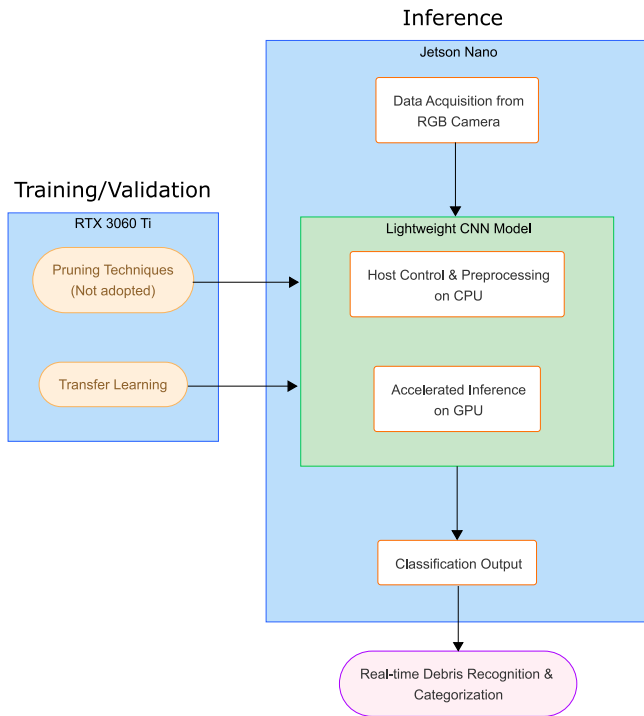 Inference
Jetson Nano
Data Acquisition from
RGB Camera
Training/Validation
RTX 3060 Ti
Pruning Techniques
(Not adopted)
Transfer Learning
Lightweight CNN Model
Host Control & Preprocessing
on CPU
Accelerated Inference
on GPU
Classification Output
Real-time Debris Recognition &
Categorization